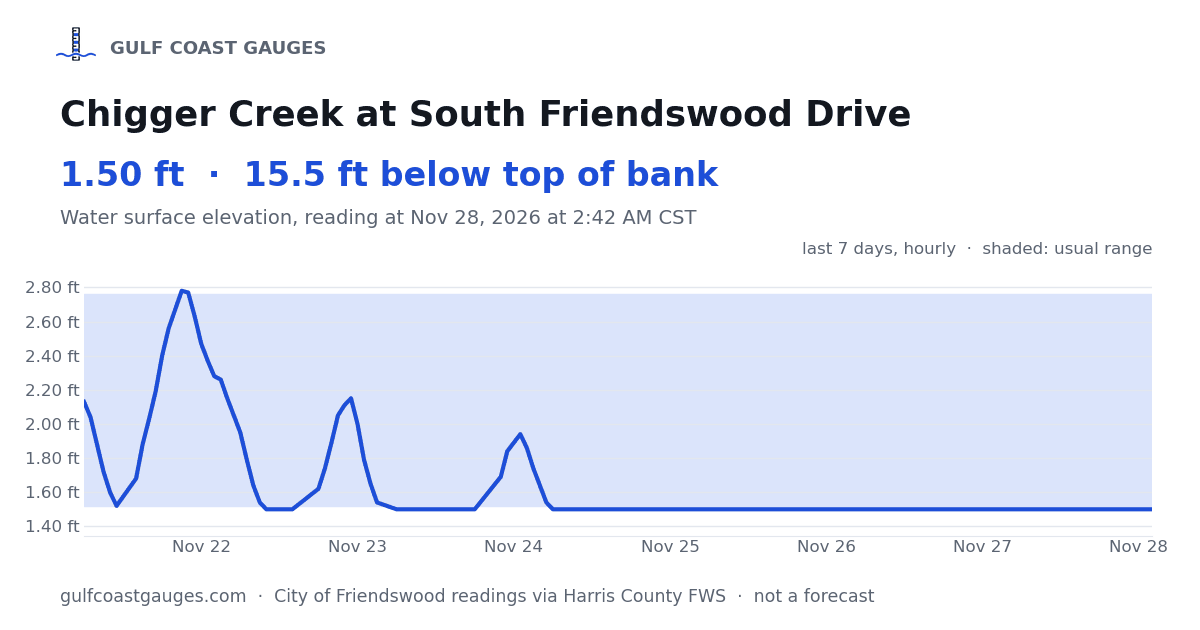 GULF COAST GAUGES
Chigger Creek at South Friendswood Drive
1.50 ft · 15.5 ft below top of bank
Water surface elevation, reading at Nov 28, 2026 at 2:42 AM CST
last 7 days, hourly · shaded: usual range
2.80 ft
2.60 ft
2.40 ft
2.20 ft
2.00 ft
1.80 ft
1.60 ft
1.40 ft
Nov 22 Nov 23 Nov 24 Nov 25 Nov 26 Nov 27 Nov 28
gulfcoastgauges.com · City of Friendswood readings via Harris County FWS · not a forecast